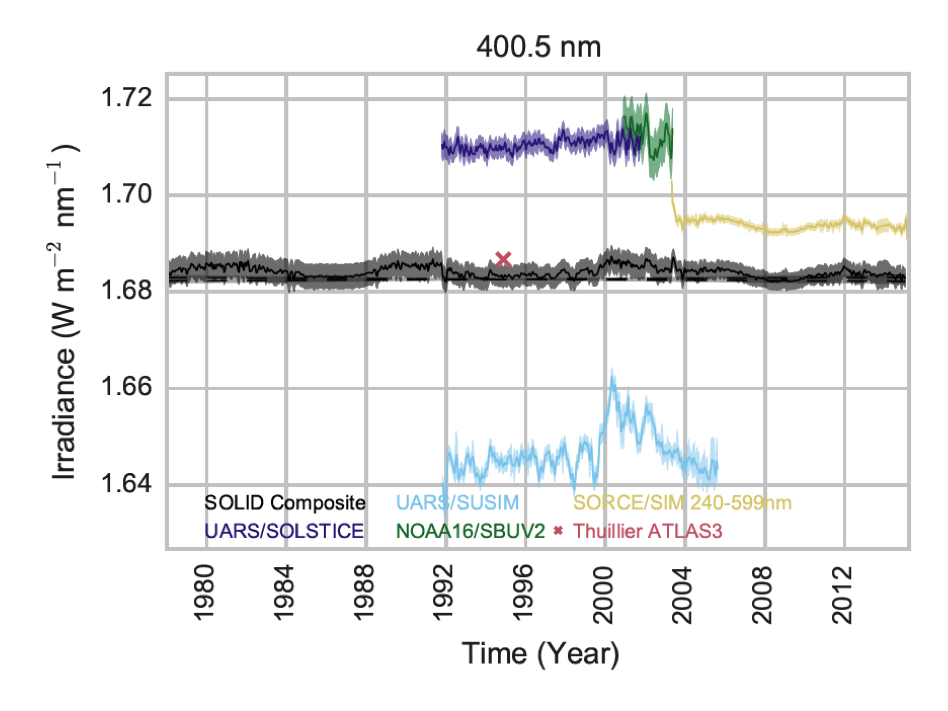 400.5 nm
Irradiance (W m⁻² nm⁻¹)
1.72
1.70
1.68
1.66
1.64
SOLID Composite UARS/SUSIM SORCE/SIM 240-599nm
UARS/SOLSTICE NOAA16/SBUV2 × Thuillier ATLAS3
1980 1984 1988 1992 1996 2000 2004 2008 2012
Time (Year)